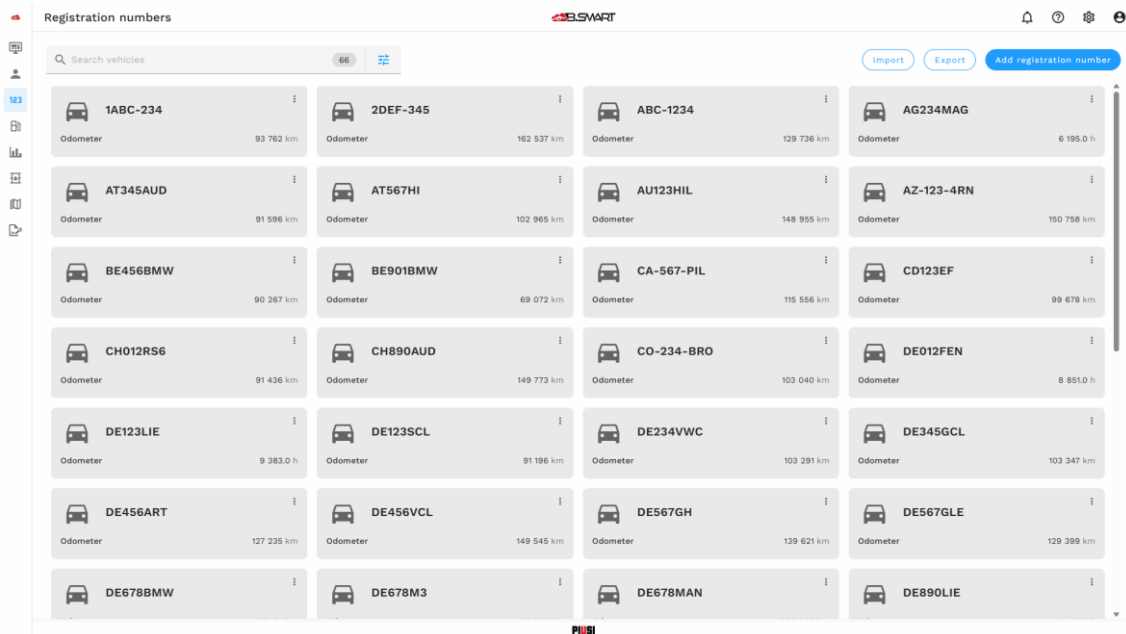 Registration numbers
B.SMART
Search vehicles
66
Import
Export
Add registration number
123
1ABC-234
Odometer 93 762 km
2DEF-345
Odometer 162 537 km
ABC-1234
Odometer 129 736 km
AG234MAG
Odometer 6 195.0 h
AT345AUD
Odometer 91 596 km
AT567HI
Odometer 102 965 km
AU123HIL
Odometer 148 955 km
AZ-123-4RN
Odometer 150 758 km
BE456BMW
Odometer 90 267 km
BE901BMW
Odometer 69 072 km
CA-567-PIL
Odometer 115 556 km
CD123EF
Odometer 99 678 km
CH012RS6
Odometer 91 436 km
CH890AUD
Odometer 149 773 km
CO-234-BRO
Odometer 103 040 km
DE012FEN
Odometer 8 851.0 h
DE123LIE
Odometer 9 383.0 h
DE123SCL
Odometer 91 196 km
DE234VWC
Odometer 103 291 km
DE345GCL
Odometer 103 347 km
DE456ART
Odometer 127 235 km
DE456VCL
Odometer 149 545 km
DE567GH
Odometer 139 621 km
DE567GLE
Odometer 129 399 km
DE678BMW
DE678M3
DE678MAN
DE890LIE
PIUSI